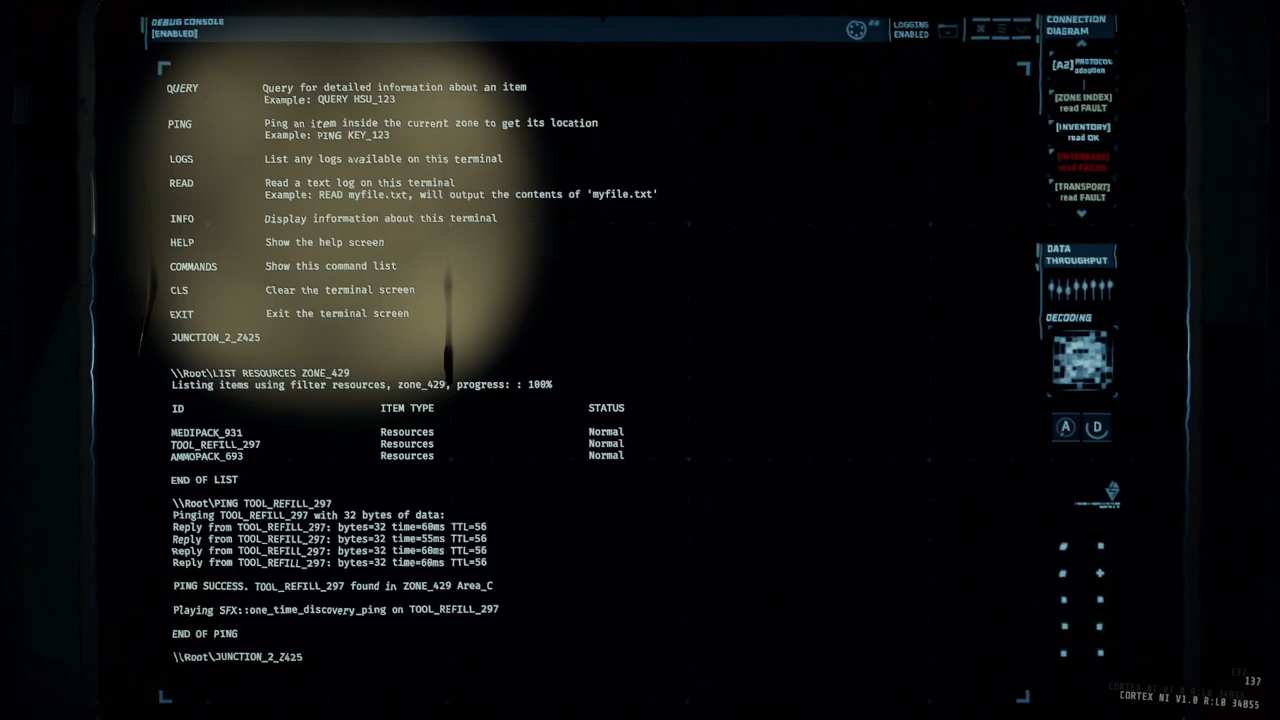 DEBUG CONSOLE
[ENABLED]
LOGGING
ENABLED
QUERY Query for detailed information about an item
Example: QUERY HSU_123
PING Ping an item inside the current zone to get its location
Example: PING KEY_123
LOGS List any logs available on this terminal
READ Read a text log on this terminal
Example: READ myfile.txt, will output the contents of 'myfile.txt'
INFO Display information about this terminal
HELP Show the help screen
COMMANDS Show this command list
CLS Clear the terminal screen
EXIT Exit the terminal screen
JUNCTION_2_Z425
\\Root\LIST RESOURCES ZONE_429
Listing items using filter resources, zone_429, progress: : 100%
ID ITEM TYPE STATUS
MEDIPACK_931 Resources Normal
TOOL_REFILL_297 Resources Normal
AMMOPACK_693 Resources Normal
END OF LIST
\\Root\PING TOOL_REFILL_297
Pinging TOOL_REFILL_297 with 32 bytes of data:
Reply from TOOL_REFILL_297: bytes=32 time=60ms TTL=56
Reply from TOOL_REFILL_297: bytes=32 time=55ms TTL=56
Reply from TOOL_REFILL_297: bytes=32 time=60ms TTL=56
Reply from TOOL_REFILL_297: bytes=32 time=60ms TTL=56
PING SUCCESS. TOOL_REFILL_297 found in ZONE_429 Area_C
Playing SFX::one_time_discovery_ping on TOOL_REFILL_297
END OF PING
\\Root\JUNCTION_2_Z425
CONNECTION
DIAGRAM
[A2] PROTOCOL
adoption
[ZONE INDEX]
read FAULT
[INVENTORY]
read OK
read FAILED
[TRANSPORT]
read FAULT
DATA
THROUGHPUT
DECODING
A D
137
CORTEX NI V1.0 R:L0 34855